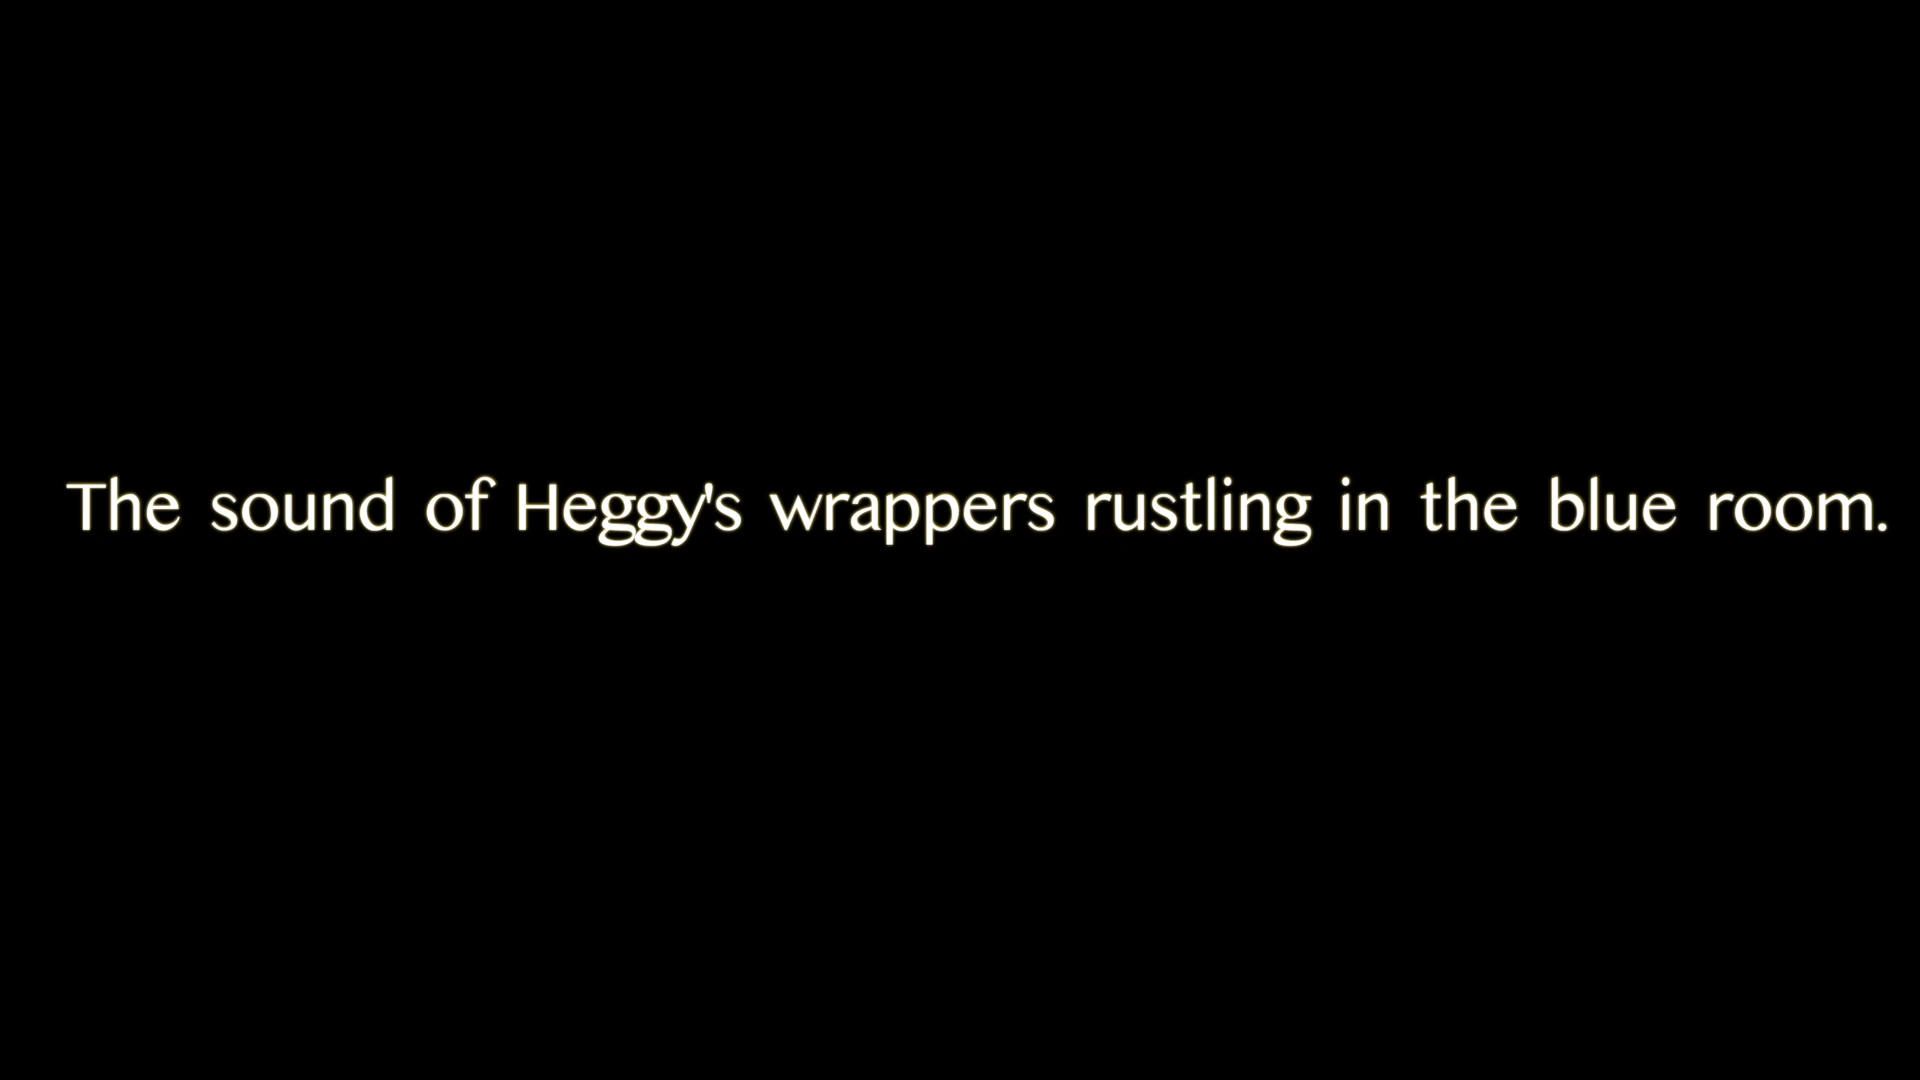 The sound of Heggy's wrappers rustling in the blue room.